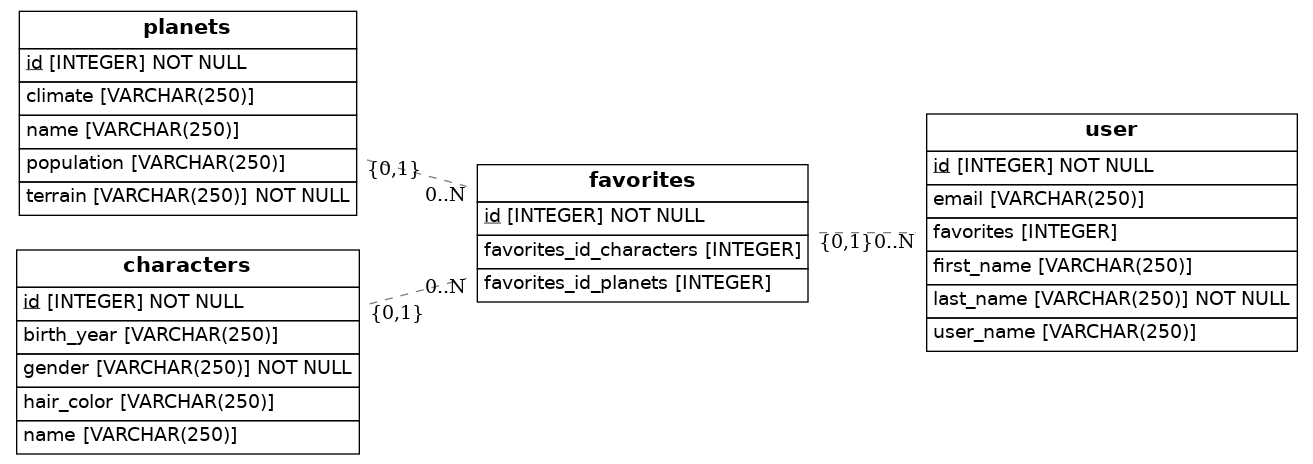 planets
id [INTEGER] NOT NULL
climate [VARCHAR(250)]
name [VARCHAR(250)]
population [VARCHAR(250)]
terrain [VARCHAR(250)] NOT NULL
characters
id [INTEGER] NOT NULL
birth_year [VARCHAR(250)]
gender [VARCHAR(250)] NOT NULL
hair_color [VARCHAR(250)]
name [VARCHAR(250)]
{0,1}
0..N
0..N
{0,1}
favorites
id [INTEGER] NOT NULL
favorites_id_characters [INTEGER]
favorites_id_planets [INTEGER]
{0,1}
0..N
user
id [INTEGER] NOT NULL
email [VARCHAR(250)]
favorites [INTEGER]
first_name [VARCHAR(250)]
last_name [VARCHAR(250)] NOT NULL
user_name [VARCHAR(250)]